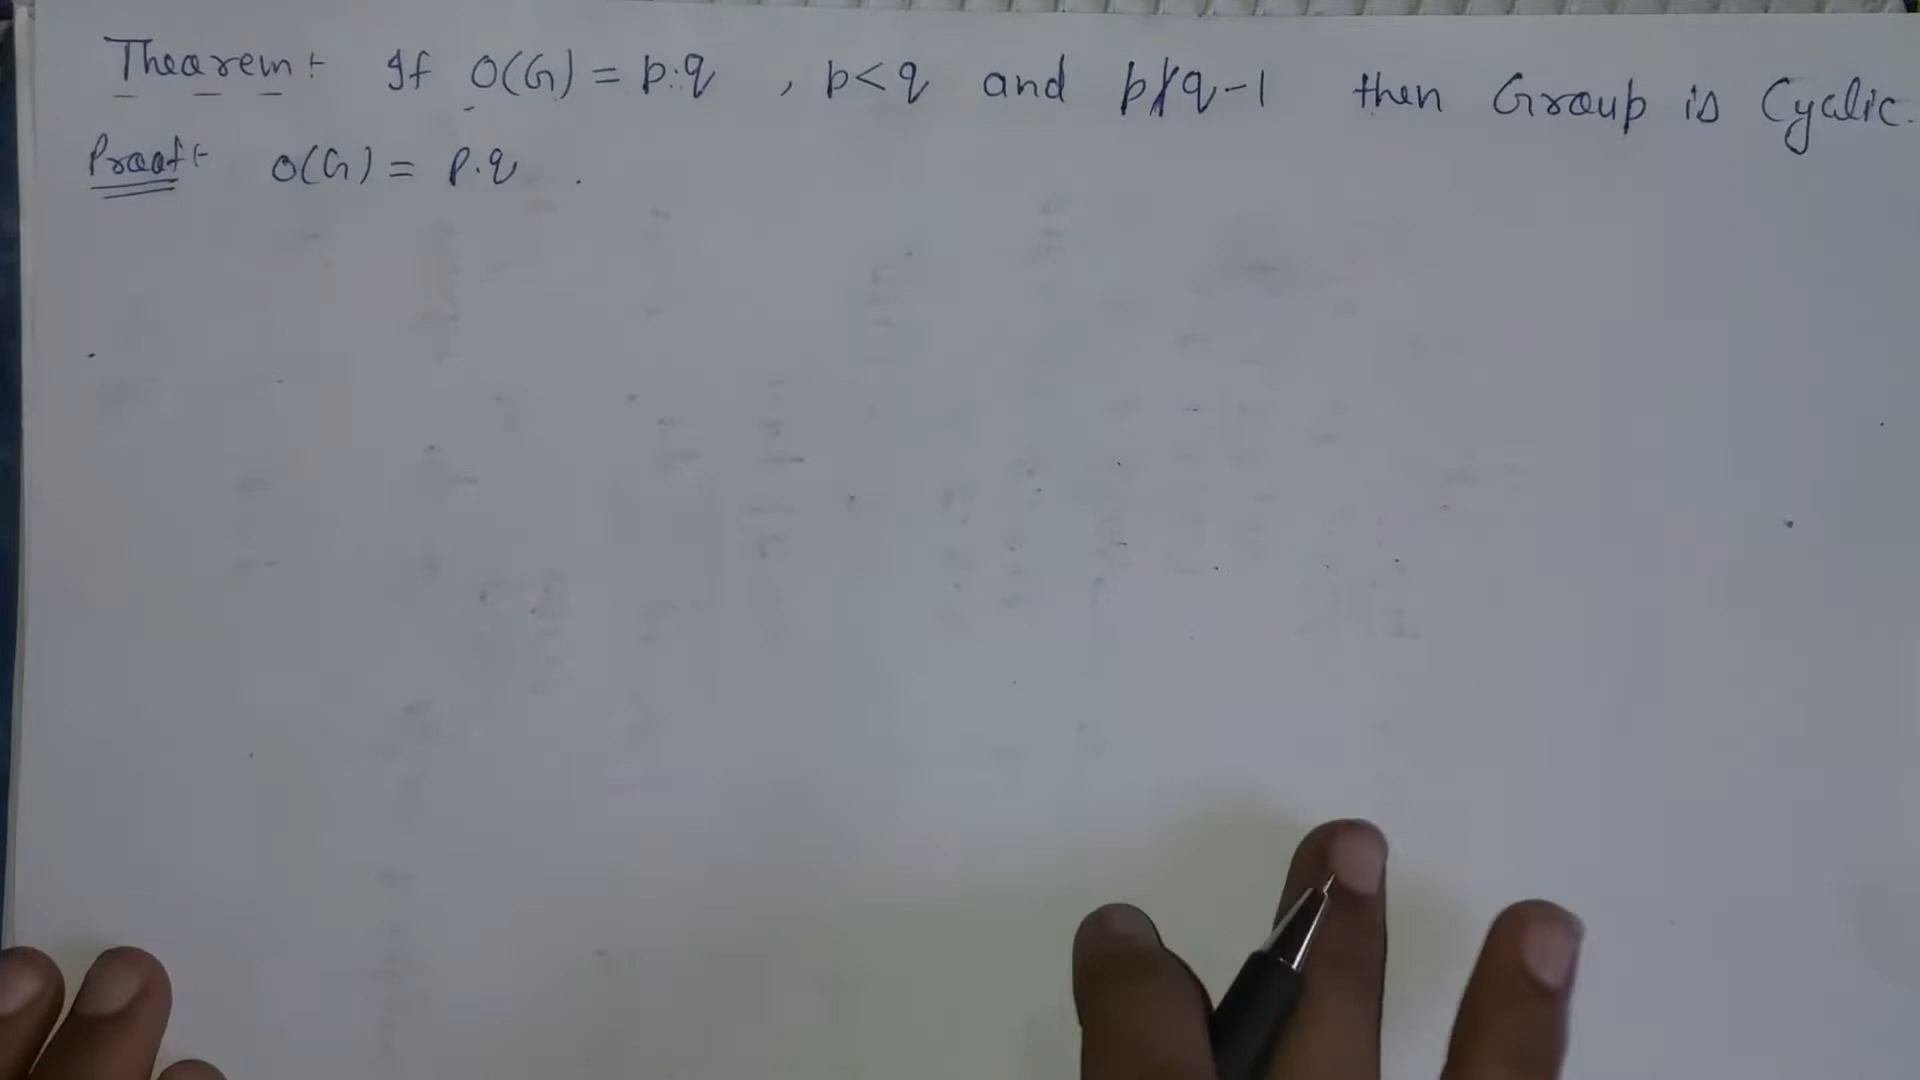 Theorem:- If O(G) = p.q , p<q and p∤q-1 then Group is Cyclic.
Proof:- O(G) = p.q .